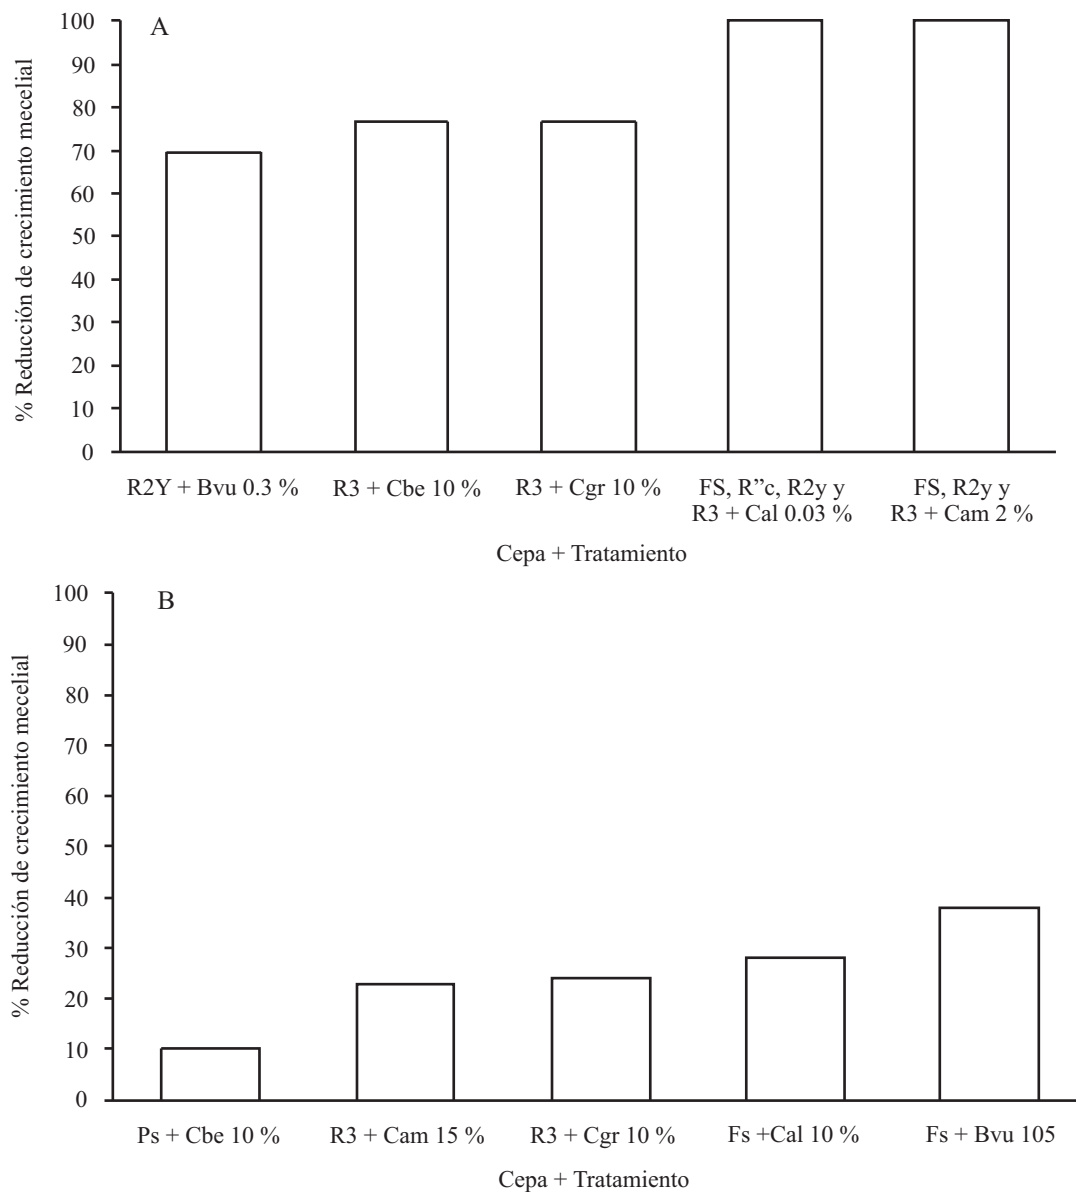 A
% Reducción de crecimiento mecelial
100
90
80
70
60
50
40
30
20
10
0
R2Y + Bvu 0.3 %
R3 + Cbe 10 %
R3 + Cgr 10 %
FS, R”c, R2y y
R3 + Cal 0.03 %
FS, R2y y
R3 + Cam 2 %
Cepa + Tratamiento
B
% Reducción de crecimiento mecelial
100
90
80
70
60
50
40
30
20
10
0
Ps + Cbe 10 %
R3 + Cam 15 %
R3 + Cgr 10 %
Fs +Cal 10 %
Fs + Bvu 105
Cepa + Tratamiento